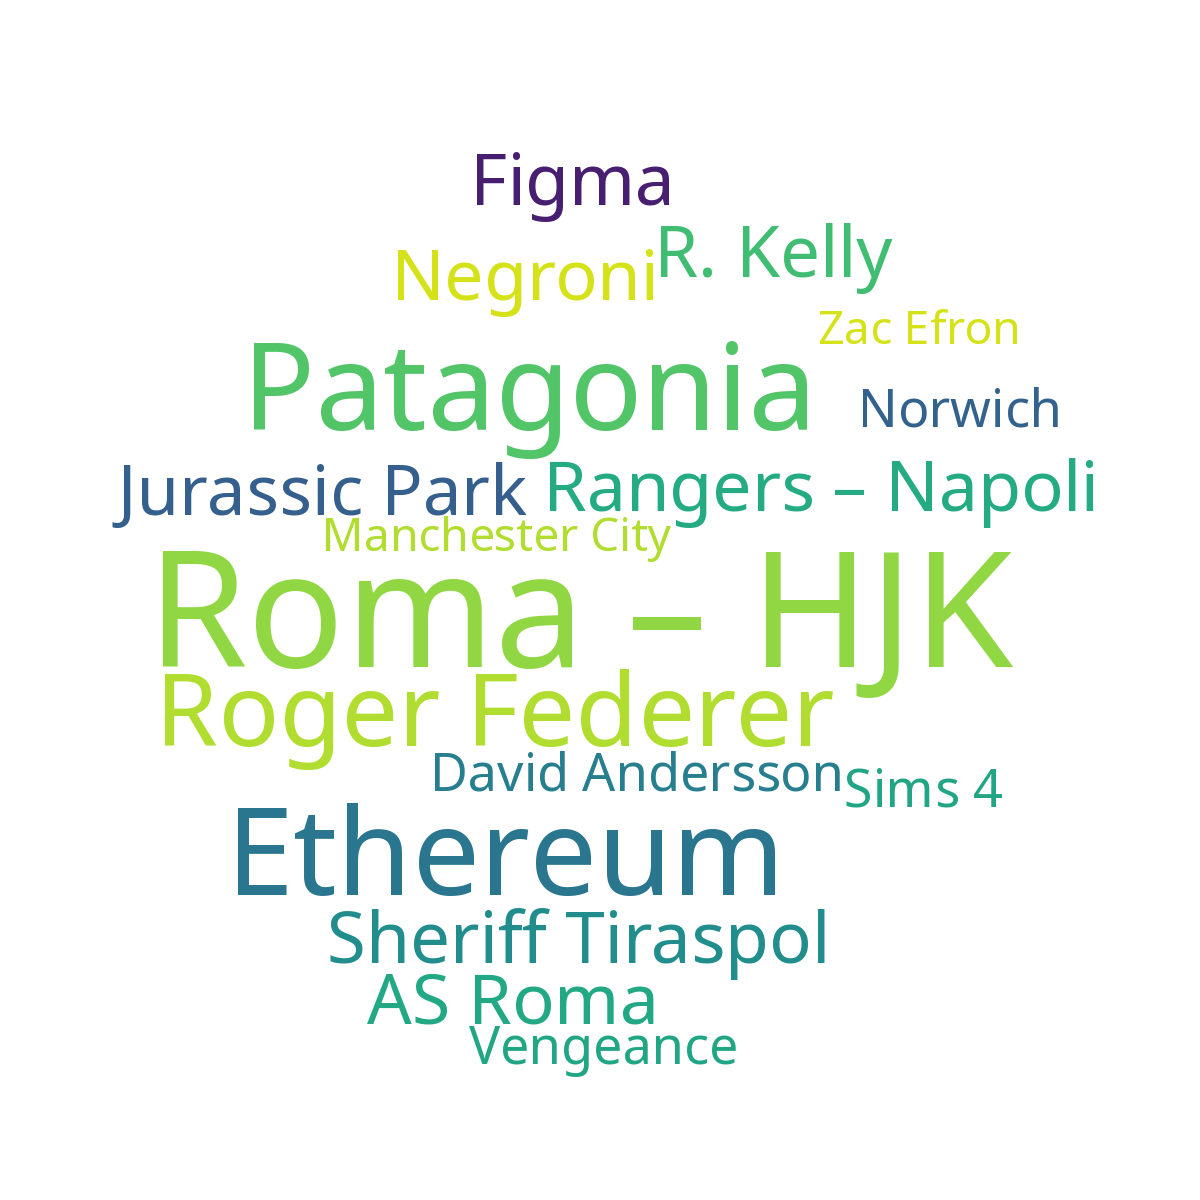 Figma
R. Kelly
Negroni
Zac Efron
Patagonia
Norwich
Jurassic Park
Rangers – Napoli
Manchester City
Roma – HJK
Roger Federer
David Andersson
Sims 4
Ethereum
Sheriff Tiraspol
AS Roma
Vengeance